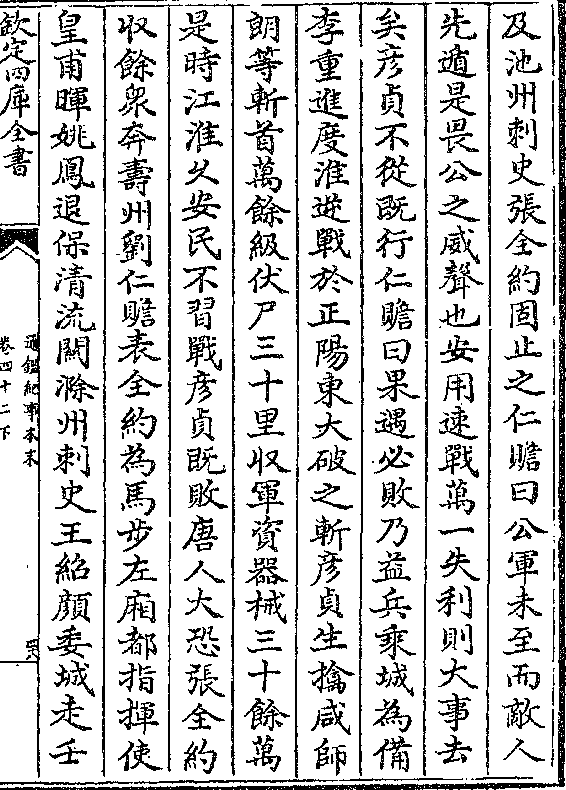 及池州刺史張全約固止之仁贍曰公軍未至而敵人
先遁是畏公之威聲也安用速戰萬一失利則大事去
矣彦貞不從既行仁贍曰果遇必敗乃益兵乘城為備
李重進度淮逆戰於正陽東大破之斬彦貞生擒咸師
朗等斬首萬餘級伏尸三十里収軍資器械三十餘萬
是時江淮乆安民不習戰彦貞既敗唐人大恐張全約
収餘衆奔壽州劉仁贍表全約為馬步左廂都指揮使
皇甫暉姚鳳退保清流關滁州刺史王紹顔委城走壬
欽定四庫全書
通鑑紀事本末
卷四十二下